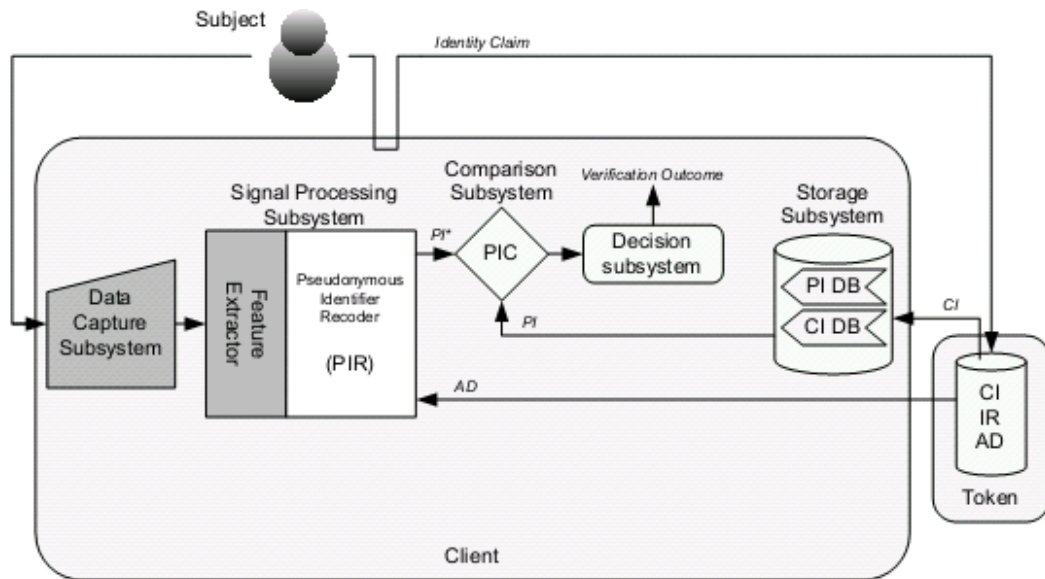 Subject
Identity Claim
Comparison
Subsystem
Verification Outcome
Storage
Subsystem
Signal Processing
Subsystem
PI*
PIC
Decision
subsystem
PI DB
CI DB
Data
Capture
Subsystem
Feature
Extractor
Pseudonymous
Identifier
Recoder
(PIR)
PI
CI
AD
CI
IR
AD
Token
Client